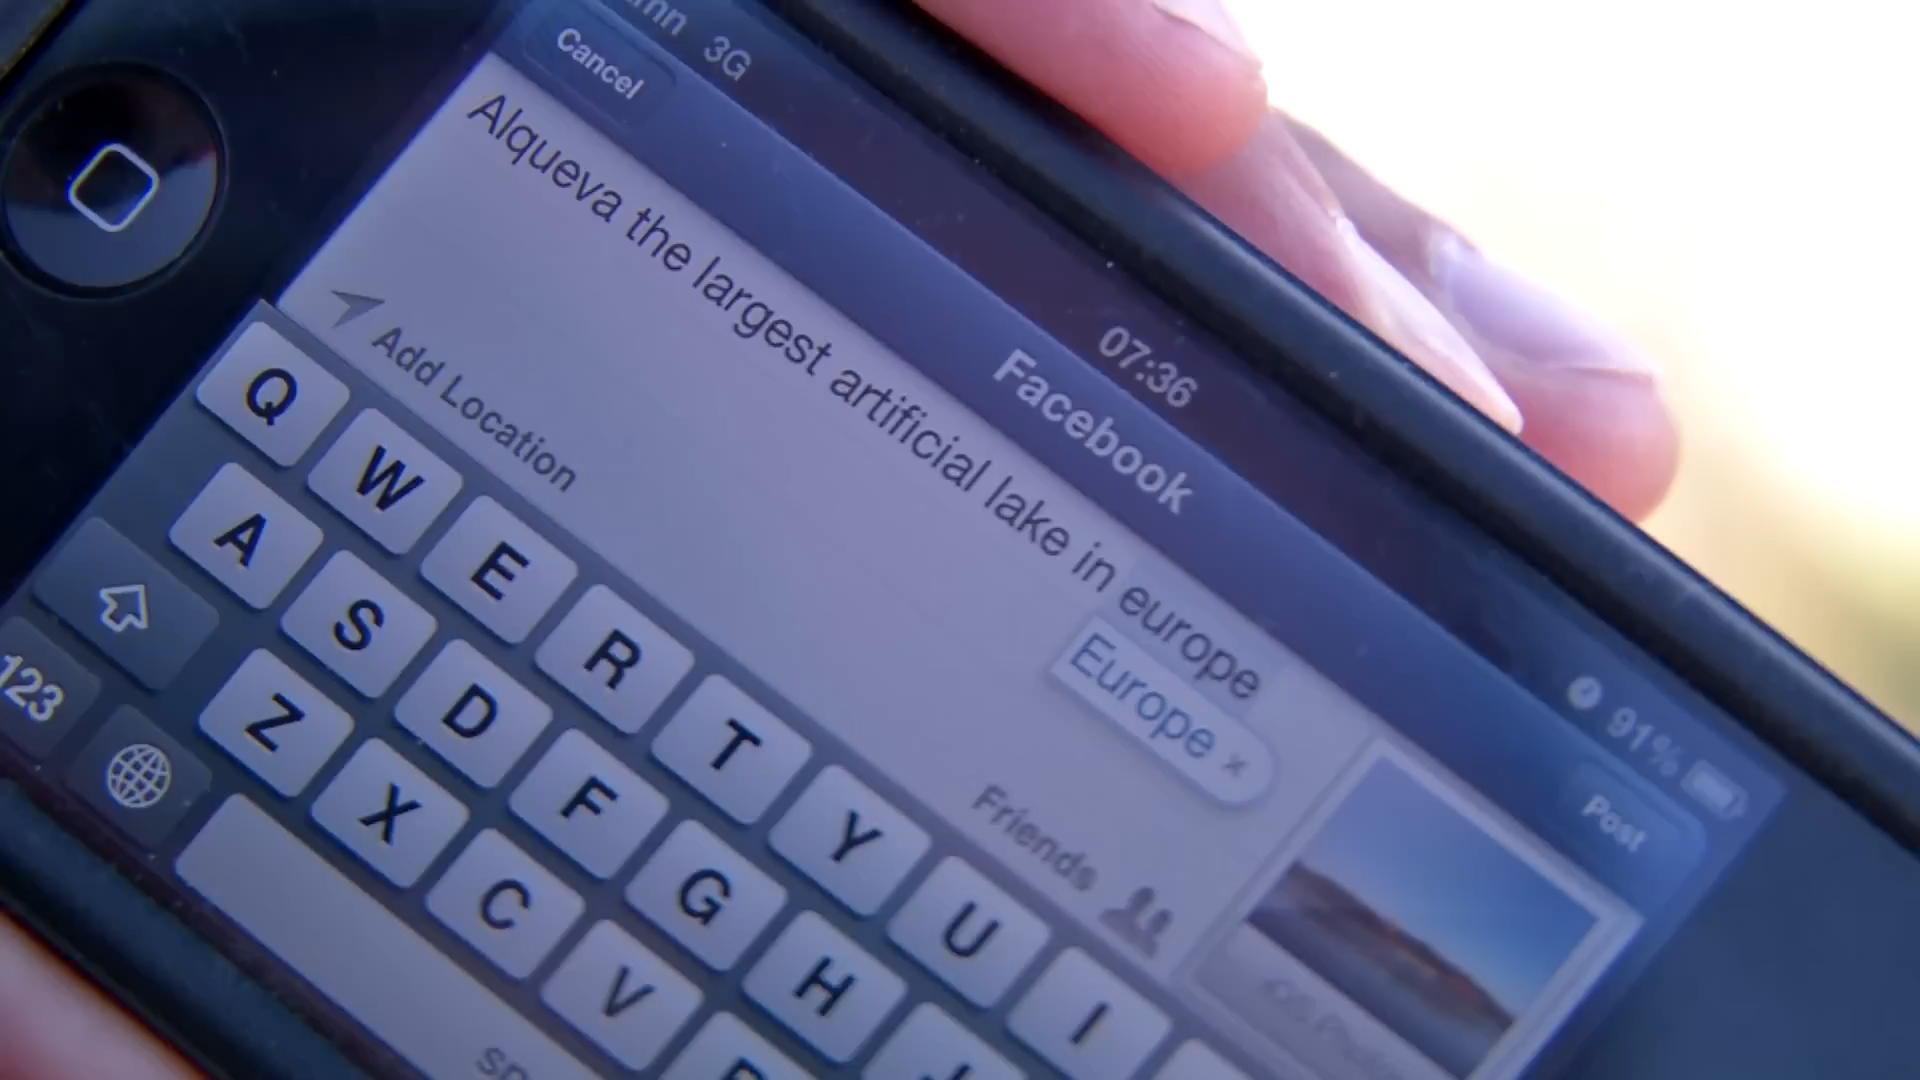 3G 07:36 91%
Cancel Facebook Post
Alqueva the largest artificial lake in europe
Europe ×
Add Location
Friends
Q W E R T Y U I
A S D F G H J
Z X C V
123